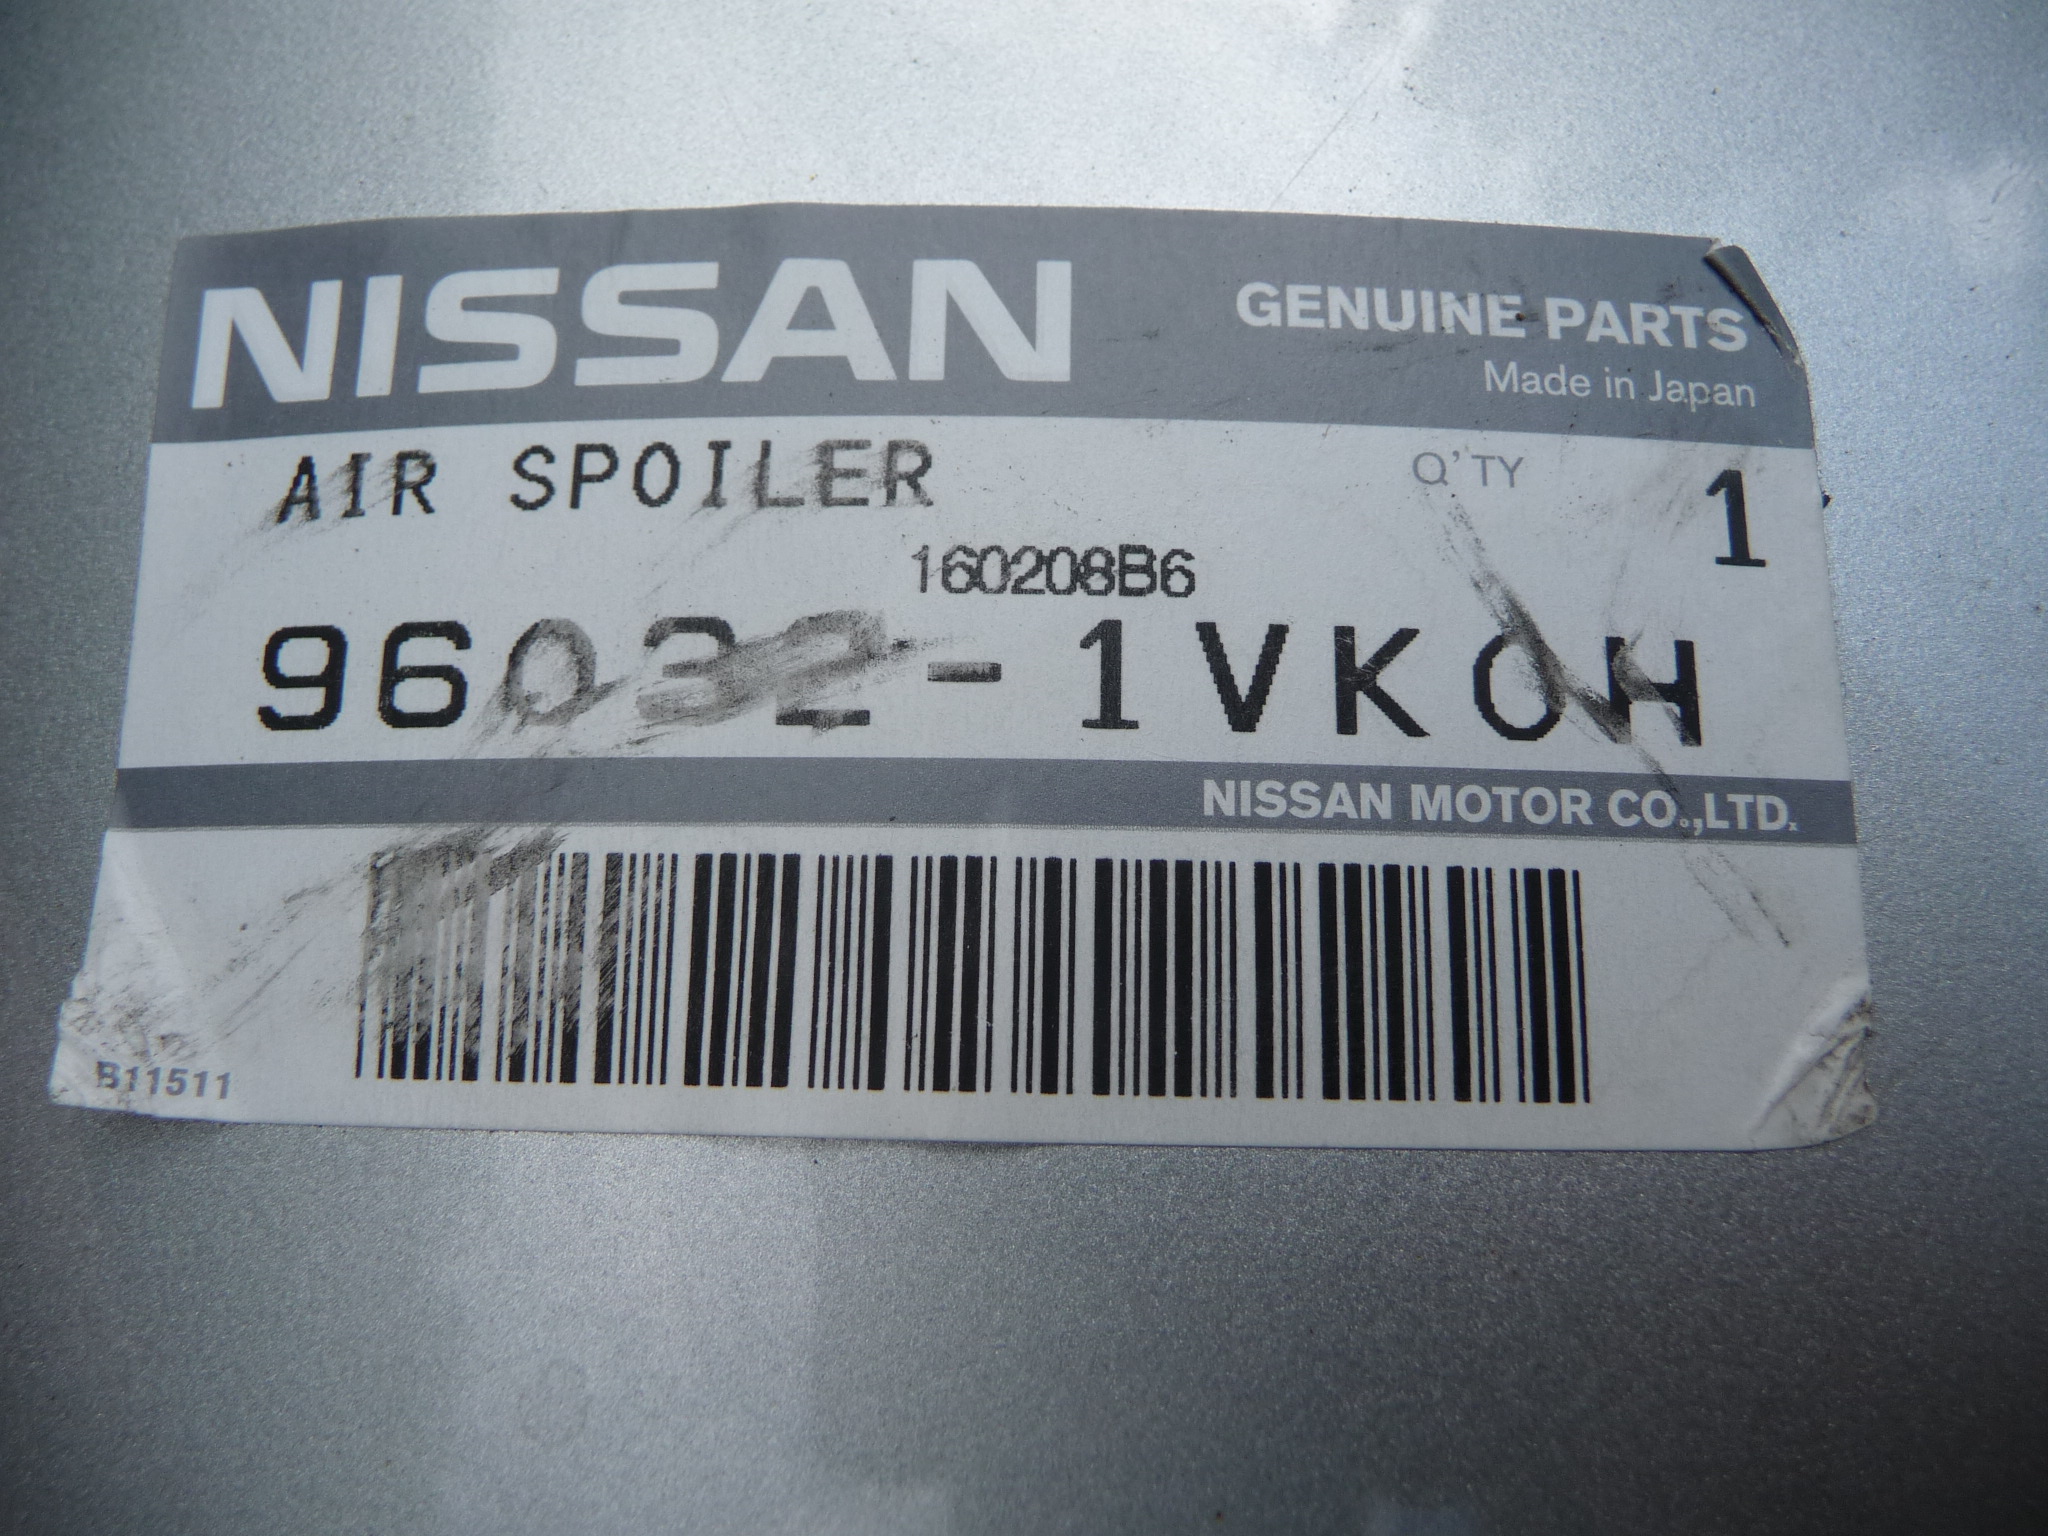 NISSAN
GENUINE PARTS
Made in Japan
AIR SPOILER
Q'TY 1
160208B6
96032-1VK0H
NISSAN MOTOR CO.,LTD.
B11511